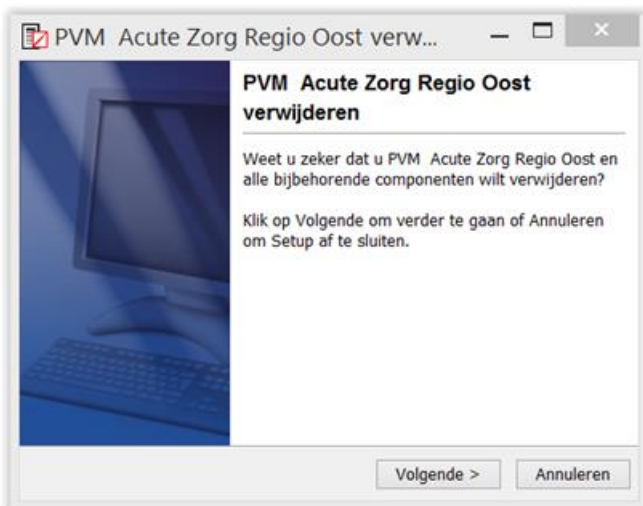 PVM Acute Zorg Regio Oost verw...
PVM Acute Zorg Regio Oost
verwijderen
Weet u zeker dat u PVM Acute Zorg Regio Oost en
alle bijbehorende componenten wilt verwijderen?
Klik op Volgende om verder te gaan of Annuleren
om Setup af te sluiten.
Volgende >
Annuleren